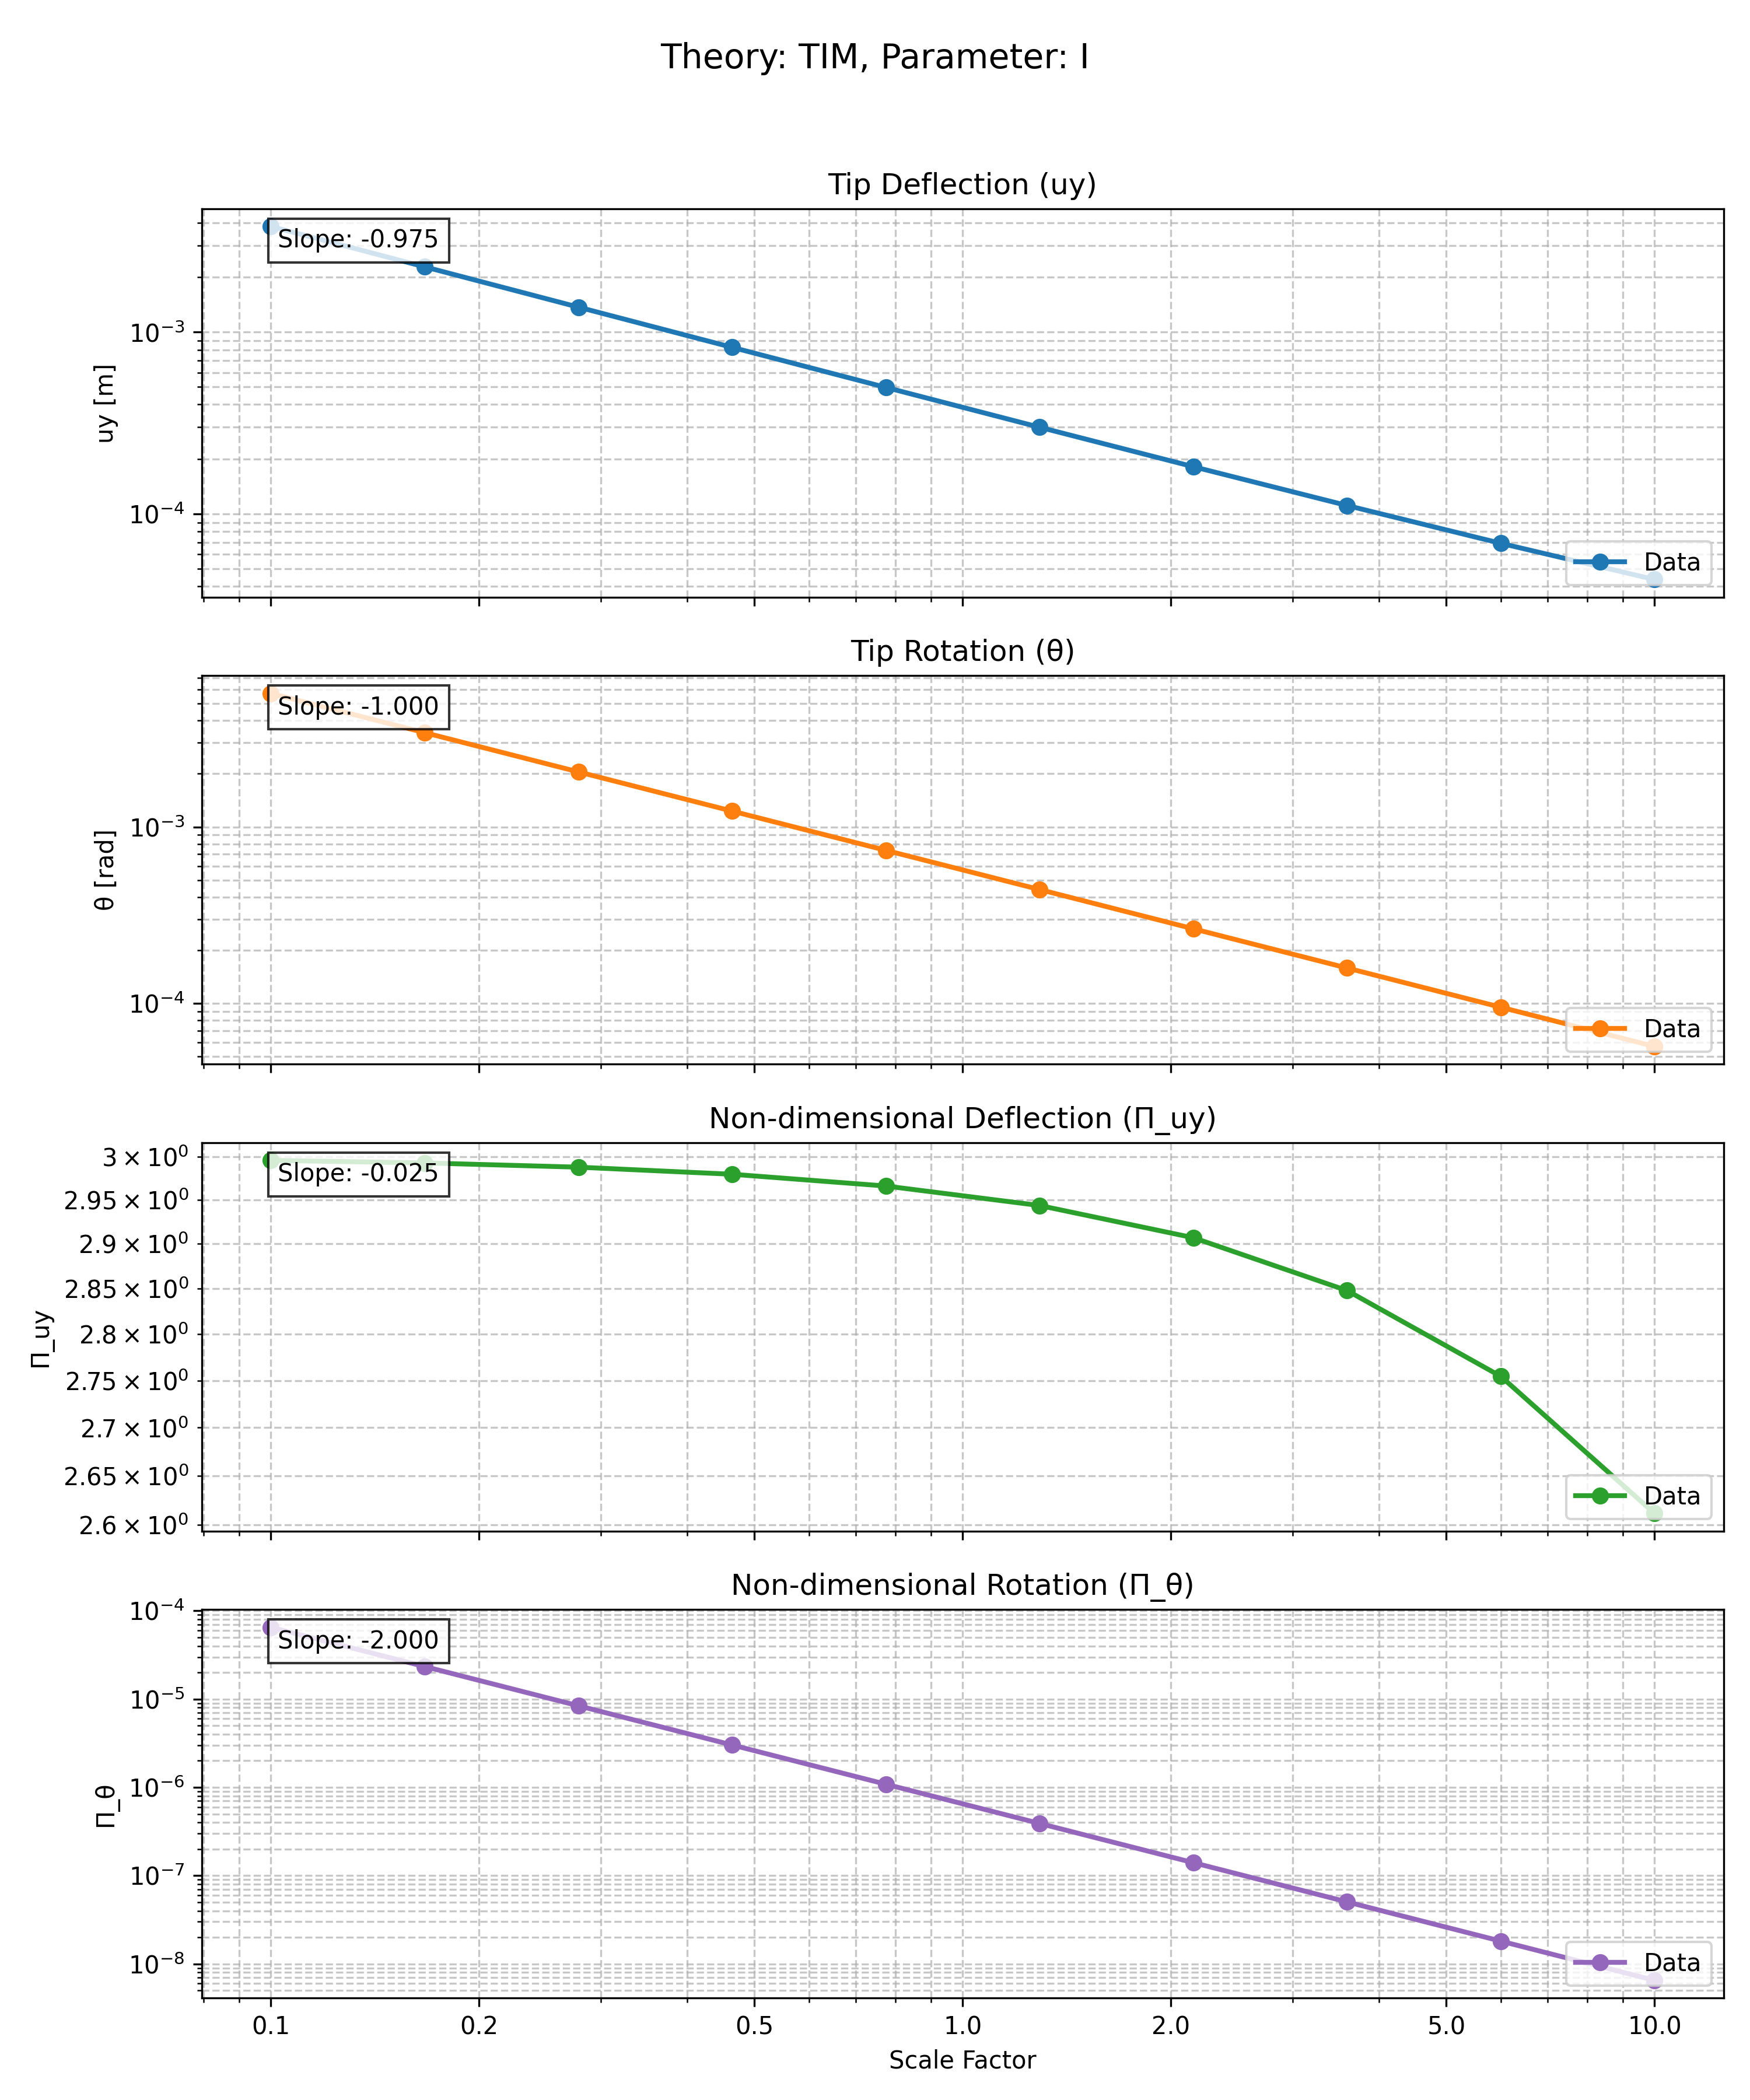 Theory: TIM, Parameter: I
Tip Deflection (uy)
Slope: -0.975
10⁻³
10⁻⁴
uy [m]
Data
Tip Rotation (θ)
Slope: -1.000
10⁻³
10⁻⁴
θ [rad]
Data
Non-dimensional Deflection (Π_uy)
Slope: -0.025
3 × 10⁰
2.95 × 10⁰
2.9 × 10⁰
2.85 × 10⁰
2.8 × 10⁰
2.75 × 10⁰
2.7 × 10⁰
2.65 × 10⁰
2.6 × 10⁰
Π_uy
Data
Non-dimensional Rotation (Π_θ)
Slope: -2.000
10⁻⁴
10⁻⁵
10⁻⁶
10⁻⁷
10⁻⁸
Π_θ
Data
0.1 0.2 0.5 1.0 2.0 5.0 10.0
Scale Factor